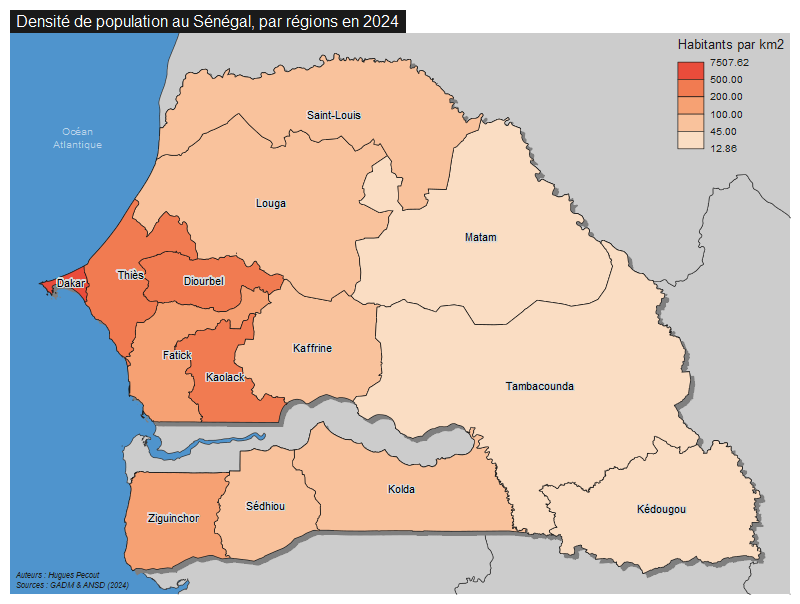 Densité de population au Sénégal, par régions en 2024
Habitants par km2
7507.62
500.00
200.00
100.00
45.00
12.86
Océan
Atlantique
Saint-Louis
Louga
Matam
Thiès
Dakar
Diourbel
Fatick
Kaolack
Kaffrine
Tambacounda
Ziguinchor
Sédhiou
Kolda
Kédougou
Auteurs : Hugues Pecout
Sources : GADM & ANSD (2024)